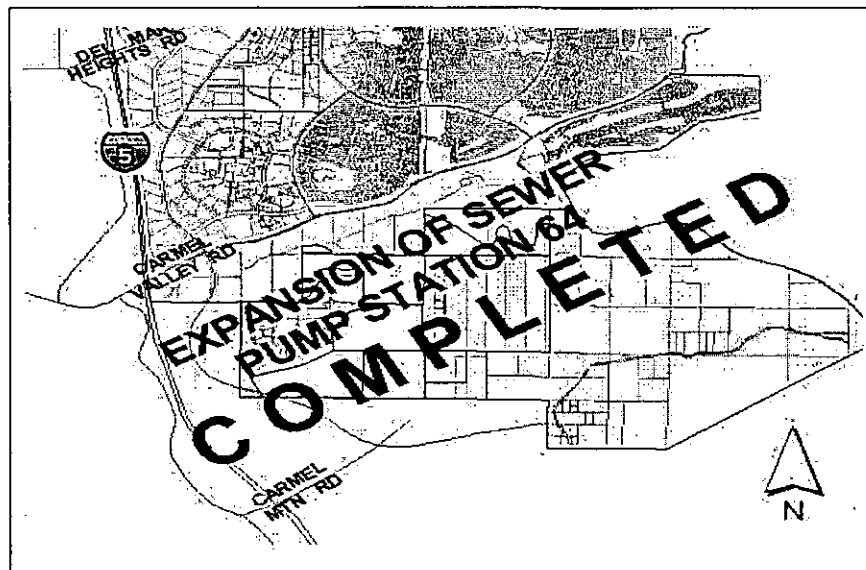 DEL MAR
HEIGHTS RD
5
CARMEL
VALLEY RD
EXPANSION OF SEWER
PUMP STATION 64
COMPLETED
CARMEL
MTN RD
N